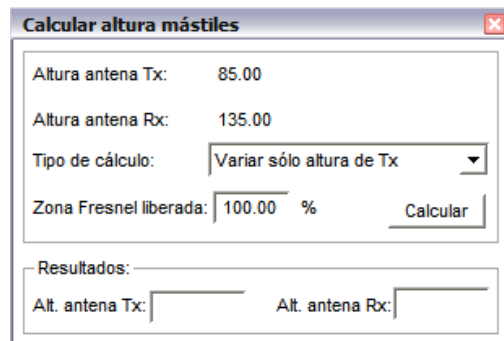 Calcular altura mástiles
Altura antena Tx: 85.00
Altura antena Rx: 135.00
Tipo de cálculo: Variar sólo altura de Tx
Zona Fresnel liberada: 100.00 % Calcular
Resultados:
Alt. antena Tx: Alt. antena Rx: